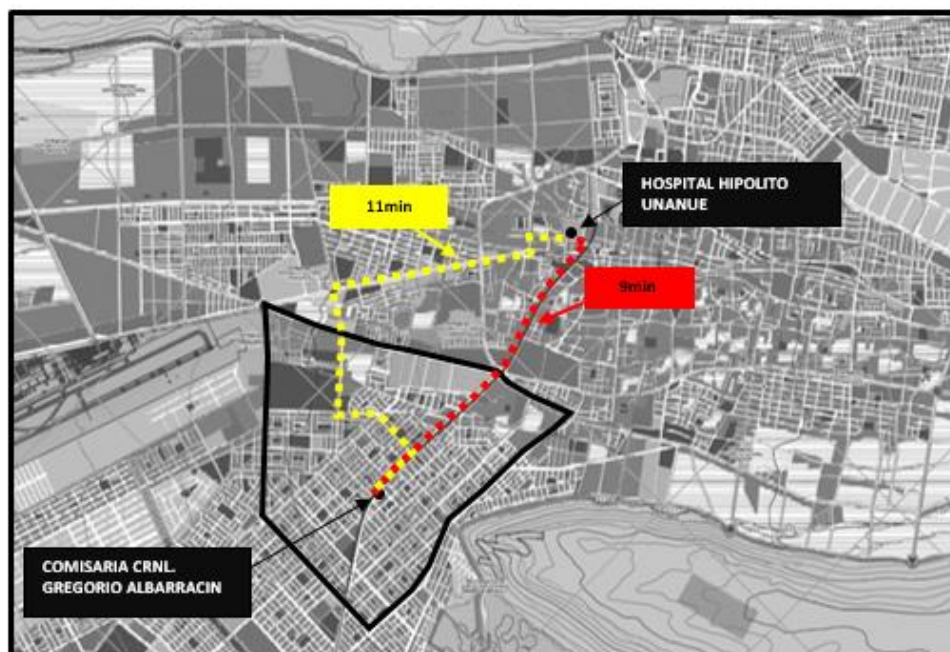 HOSPITAL HIPOLITO
UNANUE
11min
9min
COMISARIA CRNL.
GREGORIO ALBARRACIN